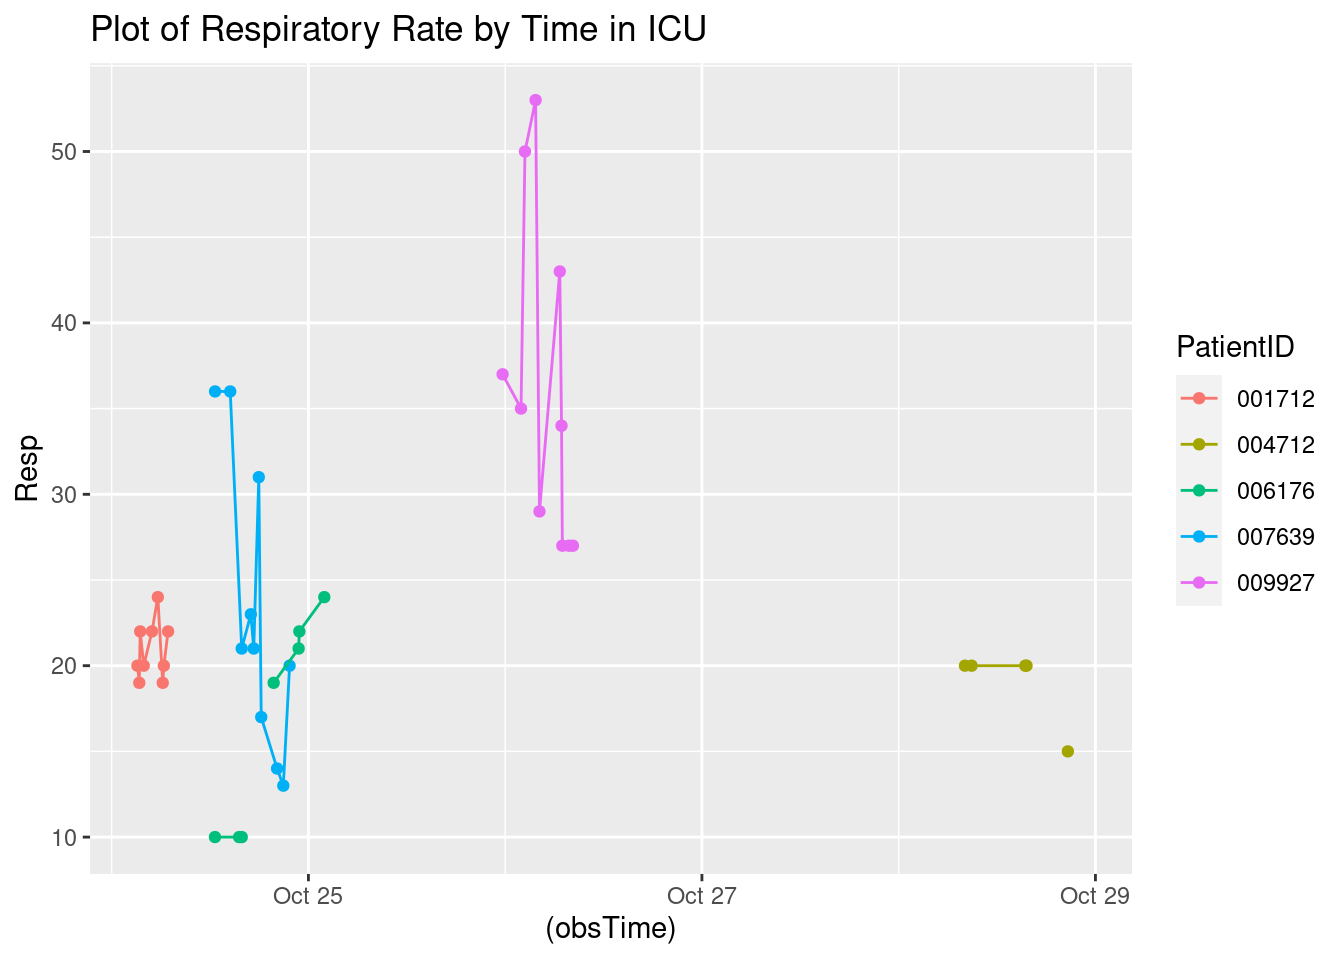 Plot of Respiratory Rate by Time in ICU
50
40
30
20
10
Resp
Oct 25
Oct 27
Oct 29
(obsTime)
PatientID
001712
004712
006176
007639
009927